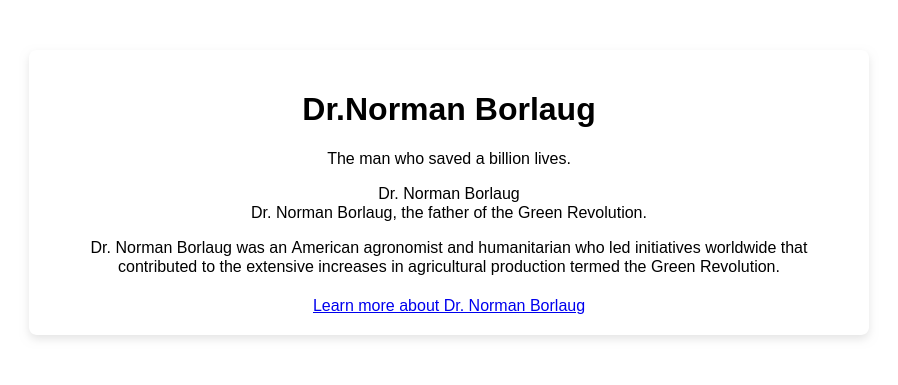 Dr.Norman Borlaug
The man who saved a billion lives.
Dr. Norman Borlaug
Dr. Norman Borlaug, the father of the Green Revolution.
Dr. Norman Borlaug was an American agronomist and humanitarian who led initiatives worldwide that
contributed to the extensive increases in agricultural production termed the Green Revolution.
Learn more about Dr. Norman Borlaug